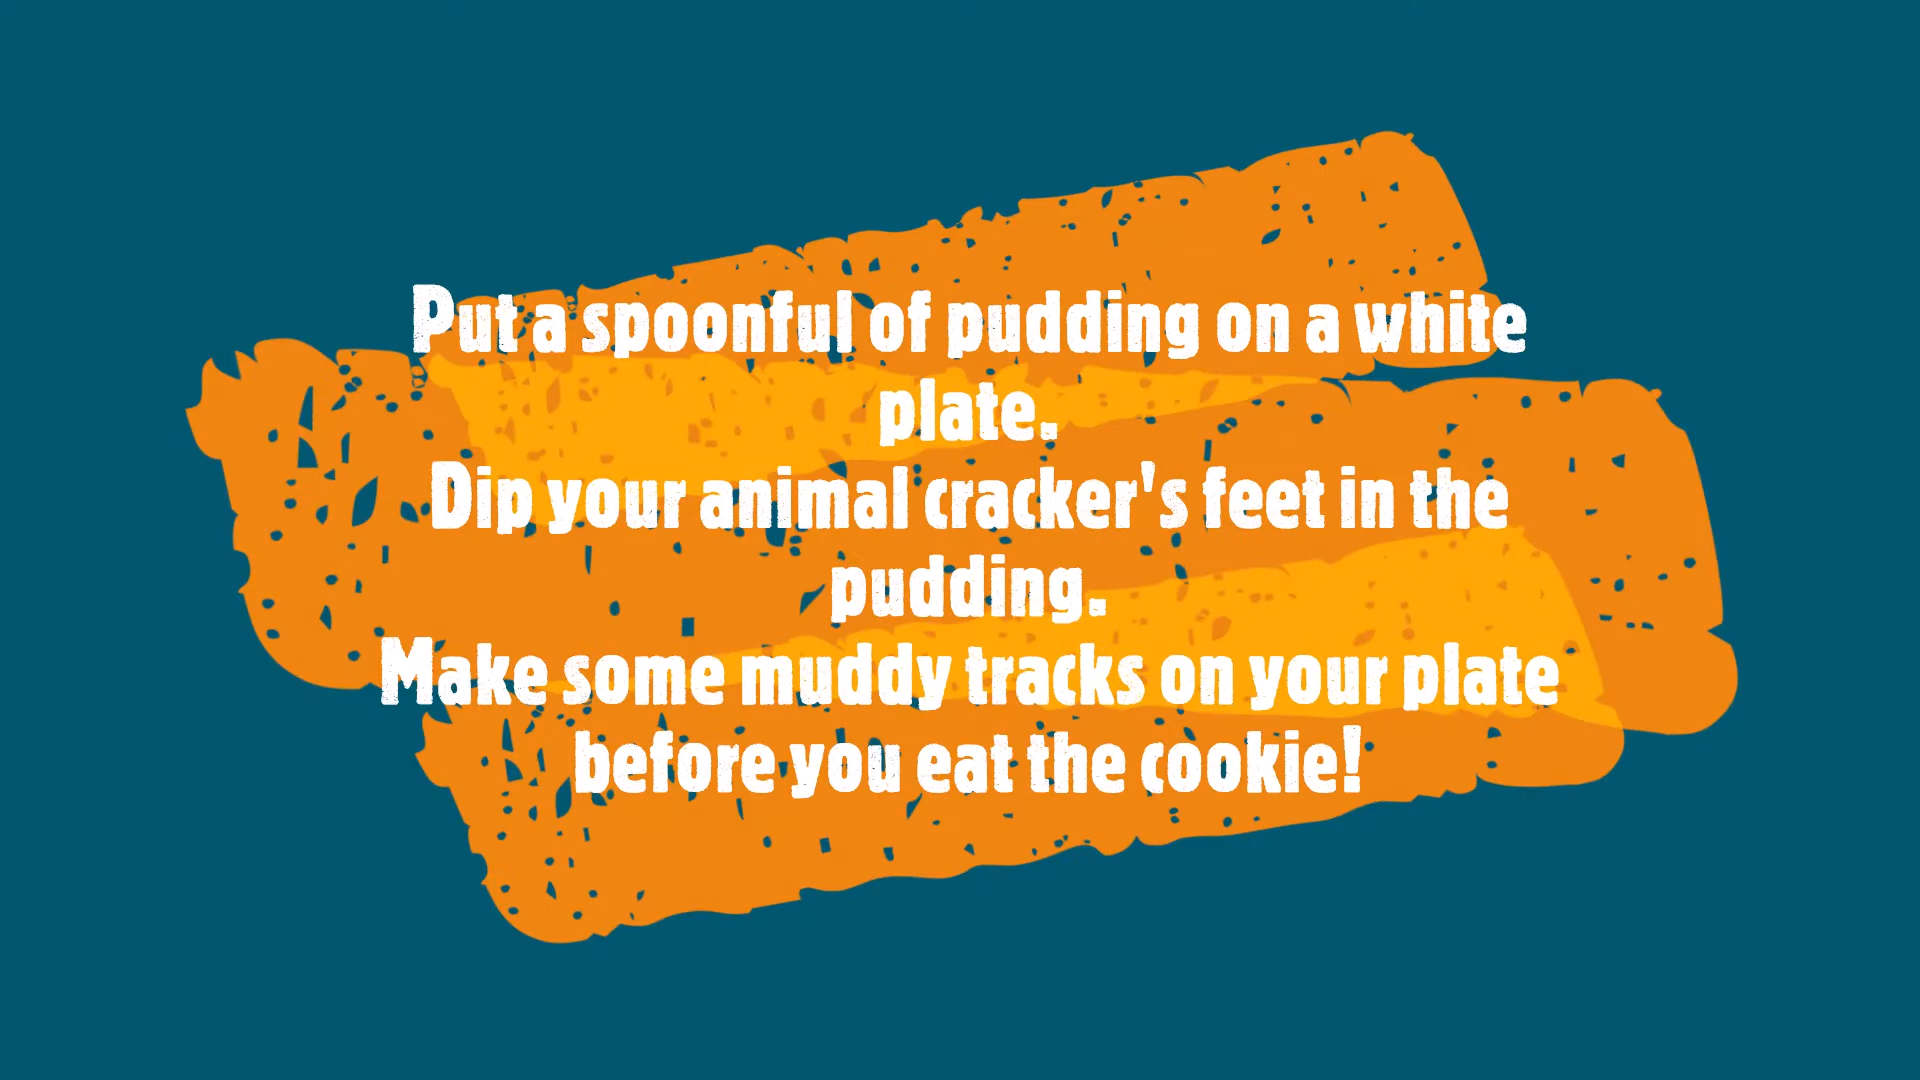 Put a spoonful of pudding on a white
plate.
Dip your animal cracker's feet in the
pudding.
Make some muddy tracks on your plate
before you eat the cookie!